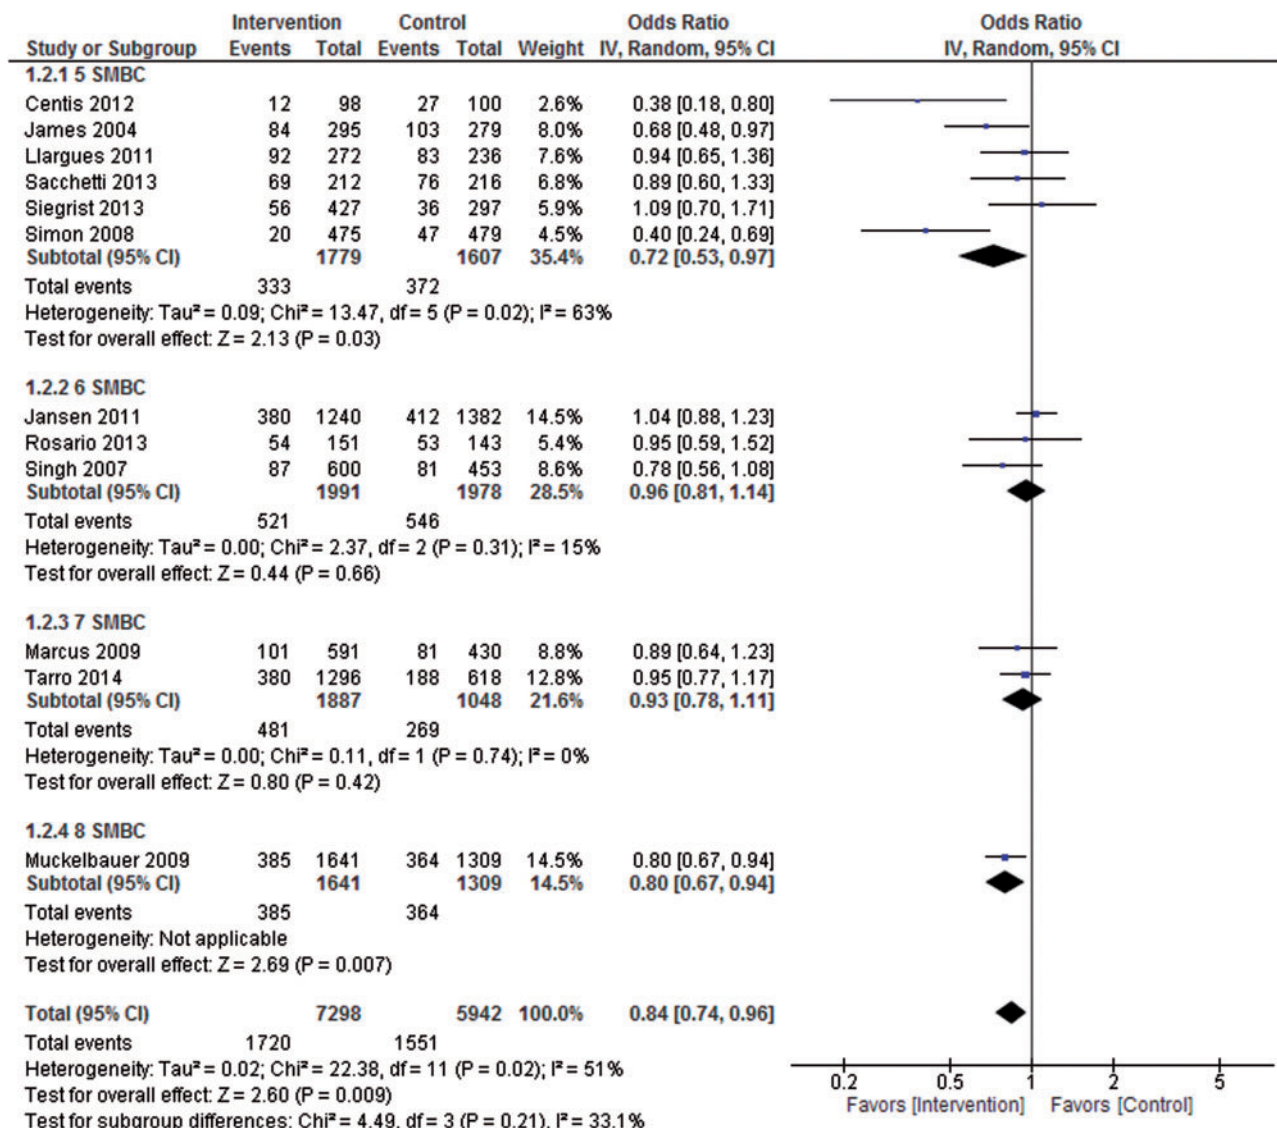 Intervention Control Odds Ratio Odds Ratio
Study or Subgroup Events Total Events Total Weight IV, Random, 95% CI IV, Random, 95% CI
1.2.1 5 SMBC
Centis 2012 12 98 27 100 2.6% 0.38 [0.18, 0.80]
James 2004 84 295 103 279 8.0% 0.68 [0.48, 0.97]
Llargues 2011 92 272 83 236 7.6% 0.94 [0.65, 1.36]
Sacchetti 2013 69 212 76 216 6.8% 0.89 [0.60, 1.33]
Siegrist 2013 56 427 36 297 5.9% 1.09 [0.70, 1.71]
Simon 2008 20 475 47 479 4.5% 0.40 [0.24, 0.69]
Subtotal (95% CI) 1779 1607 35.4% 0.72 [0.53, 0.97]
Total events 333 372
Heterogeneity: Tau² = 0.09; Chi² = 13.47, df = 5 (P = 0.02); I² = 63%
Test for overall effect: Z = 2.13 (P = 0.03)
1.2.2 6 SMBC
Jansen 2011 380 1240 412 1382 14.5% 1.04 [0.88, 1.23]
Rosario 2013 54 151 53 143 5.4% 0.95 [0.59, 1.52]
Singh 2007 87 600 81 453 8.6% 0.78 [0.56, 1.08]
Subtotal (95% CI) 1991 1978 28.5% 0.96 [0.81, 1.14]
Total events 521 546
Heterogeneity: Tau² = 0.00; Chi² = 2.37, df = 2 (P = 0.31); I² = 15%
Test for overall effect: Z = 0.44 (P = 0.66)
1.2.3 7 SMBC
Marcus 2009 101 591 81 430 8.8% 0.89 [0.64, 1.23]
Tarro 2014 380 1296 188 618 12.8% 0.95 [0.77, 1.17]
Subtotal (95% CI) 1887 1048 21.6% 0.93 [0.78, 1.11]
Total events 481 269
Heterogeneity: Tau² = 0.00; Chi² = 0.11, df = 1 (P = 0.74); I² = 0%
Test for overall effect: Z = 0.80 (P = 0.42)
1.2.4 8 SMBC
Muckelbauer 2009 385 1641 364 1309 14.5% 0.80 [0.67, 0.94]
Subtotal (95% CI) 1641 1309 14.5% 0.80 [0.67, 0.94]
Total events 385 364
Heterogeneity: Not applicable
Test for overall effect: Z = 2.69 (P = 0.007)
Total (95% CI) 7298 5942 100.0% 0.84 [0.74, 0.96]
Total events 1720 1551
Heterogeneity: Tau² = 0.02; Chi² = 22.38, df = 11 (P = 0.02); I² = 51%
Test for overall effect: Z = 2.60 (P = 0.009)
Test for subgroup differences: Chi² = 4.49, df = 3 (P = 0.21), I² = 33.1%
0.2 0.5 1 2 5
Favors [Intervention] Favors [Control]